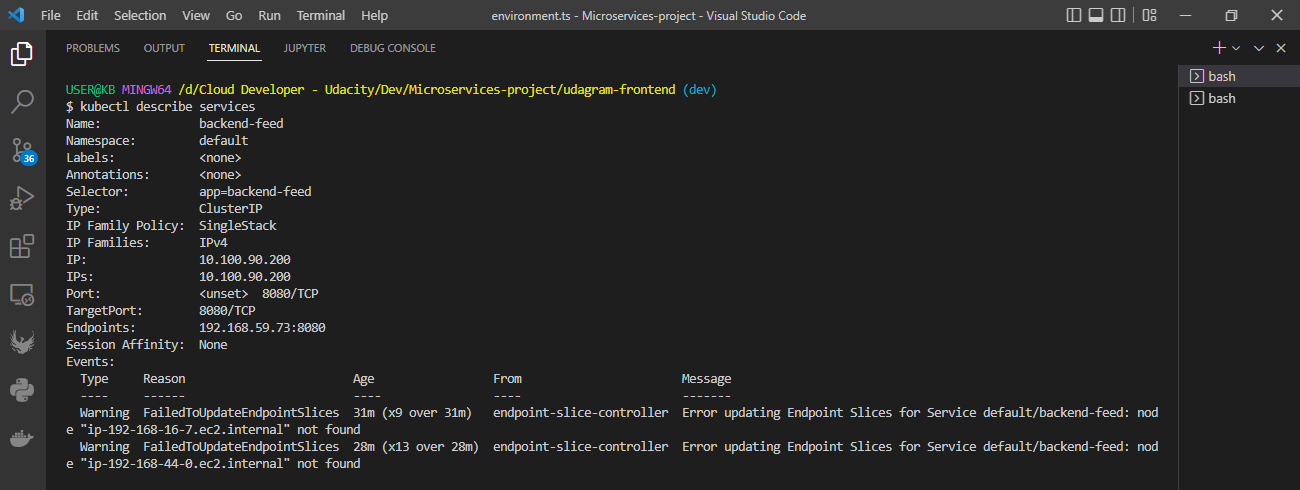 File Edit Selection View Go Run Terminal Help environment.ts - Microservices-project - Visual Studio Code
PROBLEMS OUTPUT TERMINAL JUPYTER DEBUG CONSOLE
bash
bash
36
USER@KB MINGW64 /d/Cloud Developer - Udacity/Dev/Microservices-project/udagram-frontend (dev)
$ kubectl describe services
Name: backend-feed
Namespace: default
Labels: <none>
Annotations: <none>
Selector: app=backend-feed
Type: ClusterIP
IP Family Policy: SingleStack
IP Families: IPv4
IP: 10.100.90.200
IPs: 10.100.90.200
Port: <unset> 8080/TCP
TargetPort: 8080/TCP
Endpoints: 192.168.59.73:8080
Session Affinity: None
Events:
Type Reason Age From Message
---- ------ ---- ---- -------
Warning FailedToUpdateEndpointSlices 31m (x9 over 31m) endpoint-slice-controller Error updating Endpoint Slices for Service default/backend-feed: nod
e "ip-192-168-16-7.ec2.internal" not found
Warning FailedToUpdateEndpointSlices 28m (x13 over 28m) endpoint-slice-controller Error updating Endpoint Slices for Service default/backend-feed: nod
e "ip-192-168-44-0.ec2.internal" not found